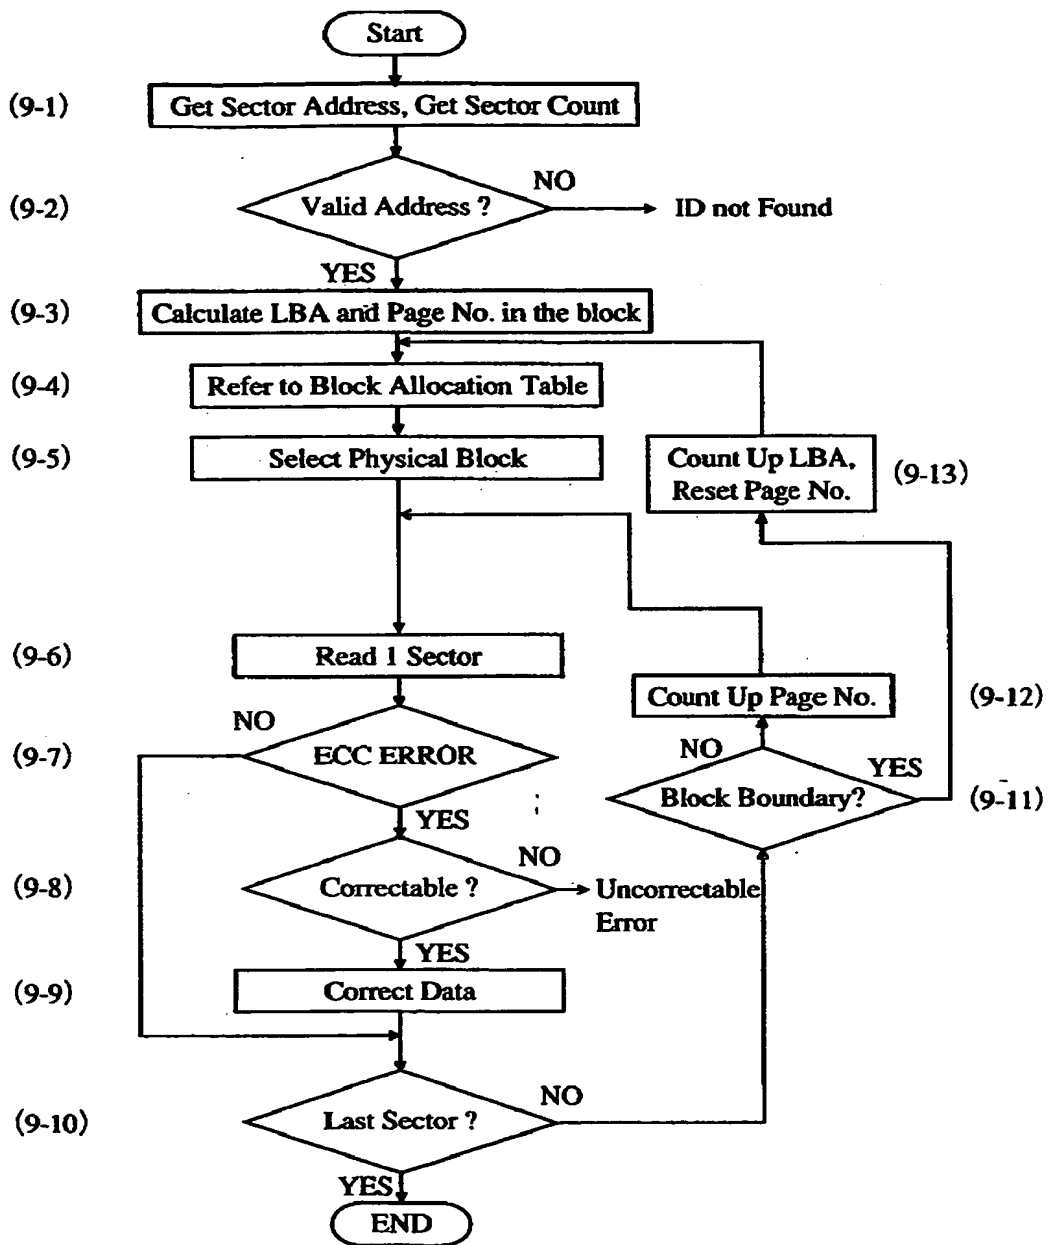 Start
(9-1)
Get Sector Address, Get Sector Count
(9-2)
Valid Address ?
NO
ID not Found
YES
(9-3)
Calculate LBA and Page No. in the block
(9-4)
Refer to Block Allocation Table
(9-5)
Select Physical Block
Count Up LBA,
Reset Page No.
(9-13)
(9-6)
Read 1 Sector
Count Up Page No.
(9-12)
NO
(9-7)
ECC ERROR
YES
NO
YES
Block Boundary?
(9-11)
(9-8)
Correctable ?
NO
Uncorrectable
Error
YES
(9-9)
Correct Data
(9-10)
Last Sector ?
NO
YES
END